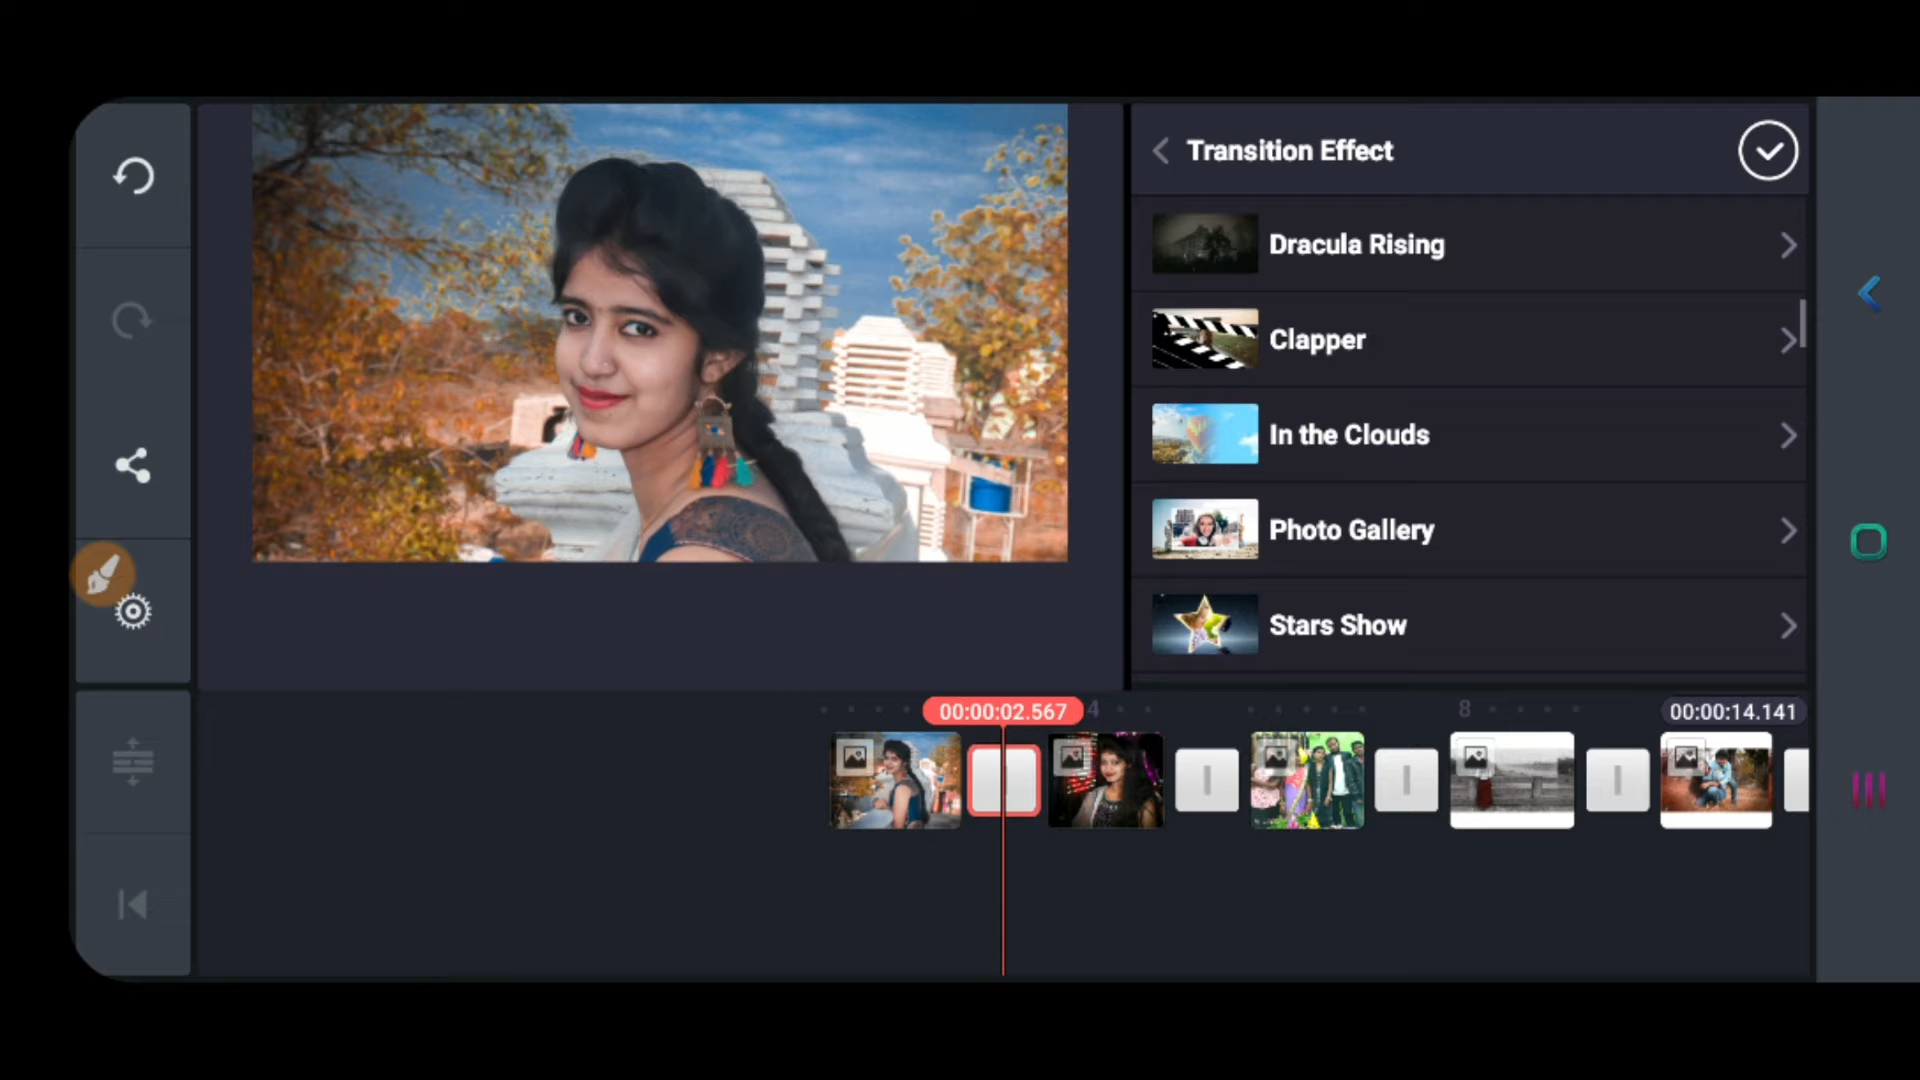 Transition Effect
Dracula Rising
Clapper
In the Clouds
Photo Gallery
Stars Show
00:00:02.567
4
8
00:00:14.141